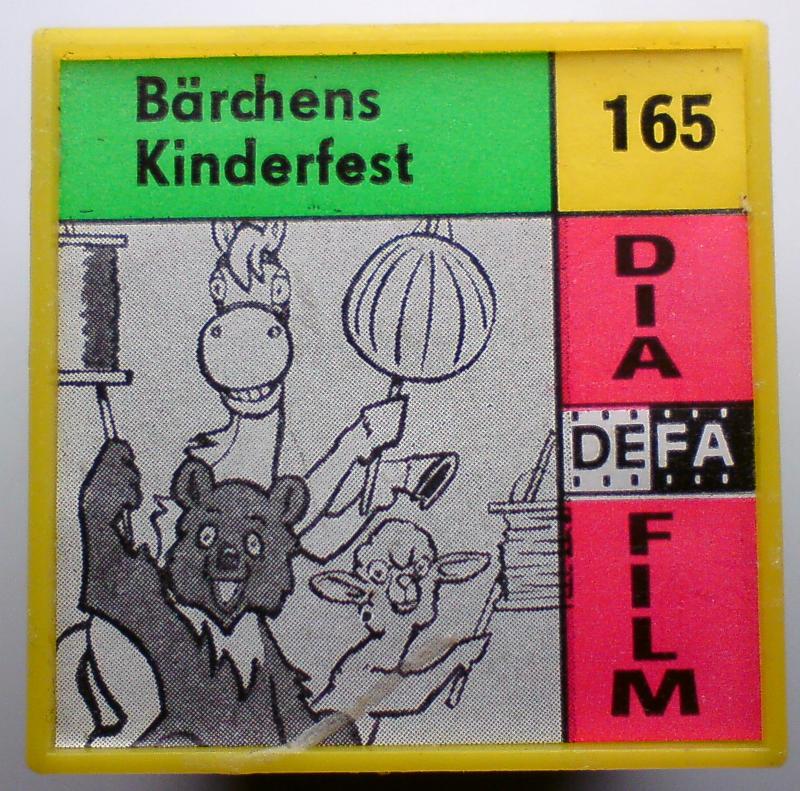 Bärchens
Kinderfest
165
DIA
DEFA
FILM